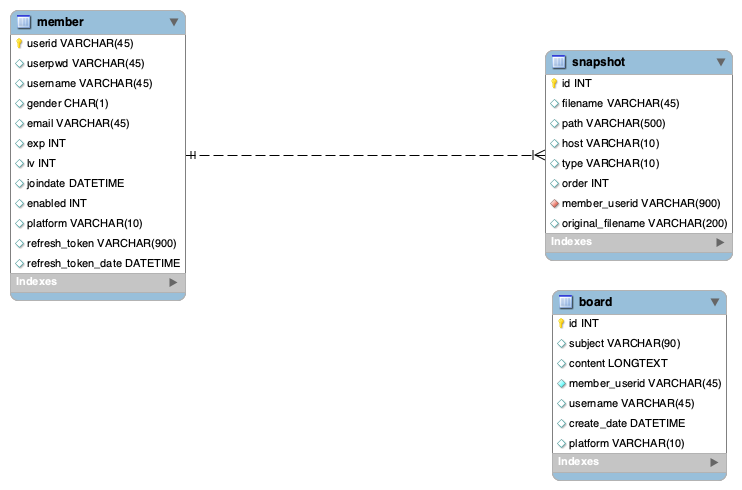 member
userid VARCHAR(45)
userpwd VARCHAR(45)
username VARCHAR(45)
gender CHAR(1)
email VARCHAR(45)
exp INT
lv INT
joindate DATETIME
enabled INT
platform VARCHAR(10)
refresh_token VARCHAR(900)
refresh_token_date DATETIME
Indexes
snapshot
id INT
filename VARCHAR(45)
path VARCHAR(500)
host VARCHAR(10)
type VARCHAR(10)
order INT
member_userid VARCHAR(900)
original_filename VARCHAR(200)
Indexes
board
id INT
subject VARCHAR(90)
content LONGTEXT
member_userid VARCHAR(45)
username VARCHAR(45)
create_date DATETIME
platform VARCHAR(10)
Indexes